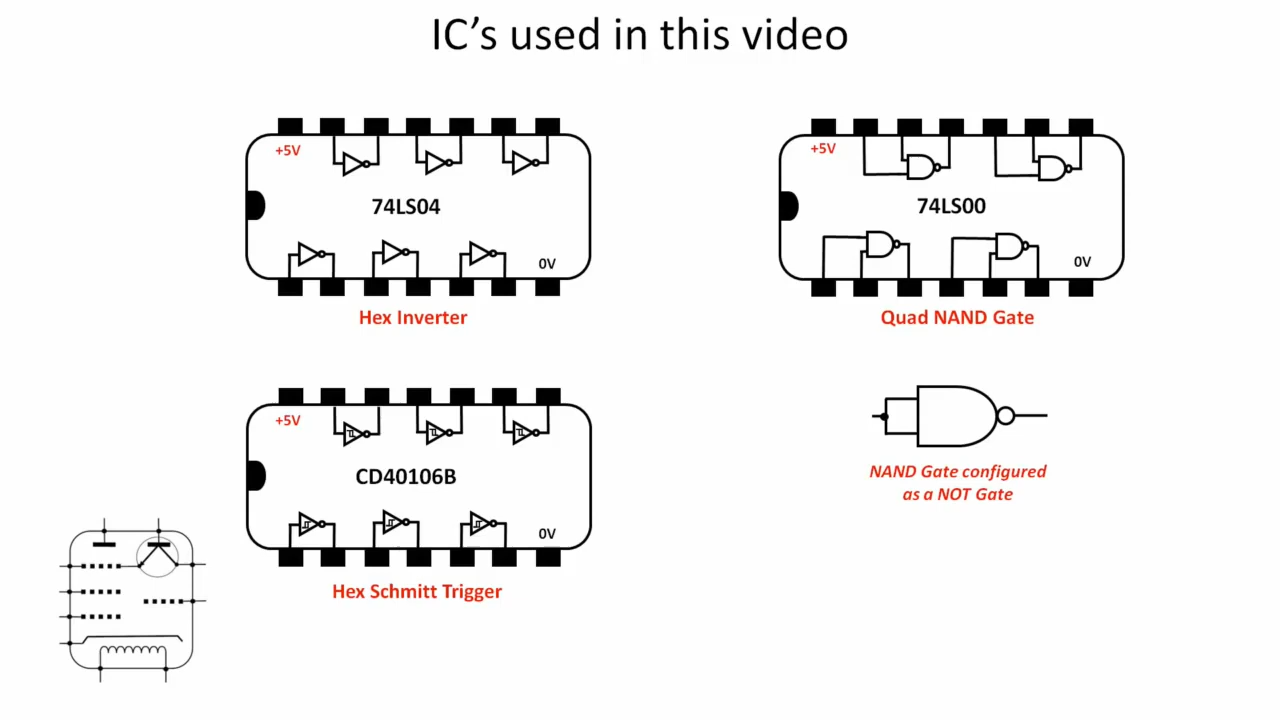 IC’s used in this video
+5V
74LS04
0V
Hex Inverter
+5V
74LS00
0V
Quad NAND Gate
+5V
CD40106B
0V
Hex Schmitt Trigger
NAND Gate configured
as a NOT Gate